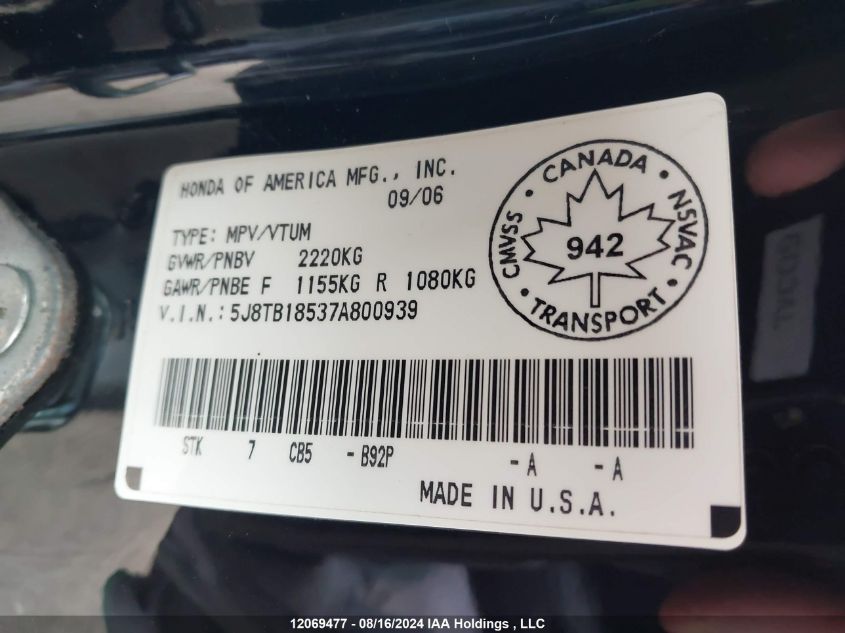 HONDA OF AMERICA MFG., INC.
09/06
TYPE: MPV/VTUM
GVWR/PNBV 2220KG
GAWR/PNBE F 1155KG R 1080KG
V.I.N.: 5J8TB18537A800939
CANADA • NSVAC • TRANSPORT • CMVSS •
942
STK 7 CB5 -B92P -A -A
MADE IN U.S.A.
12069477 - 08/16/2024 IAA Holdings , LLC